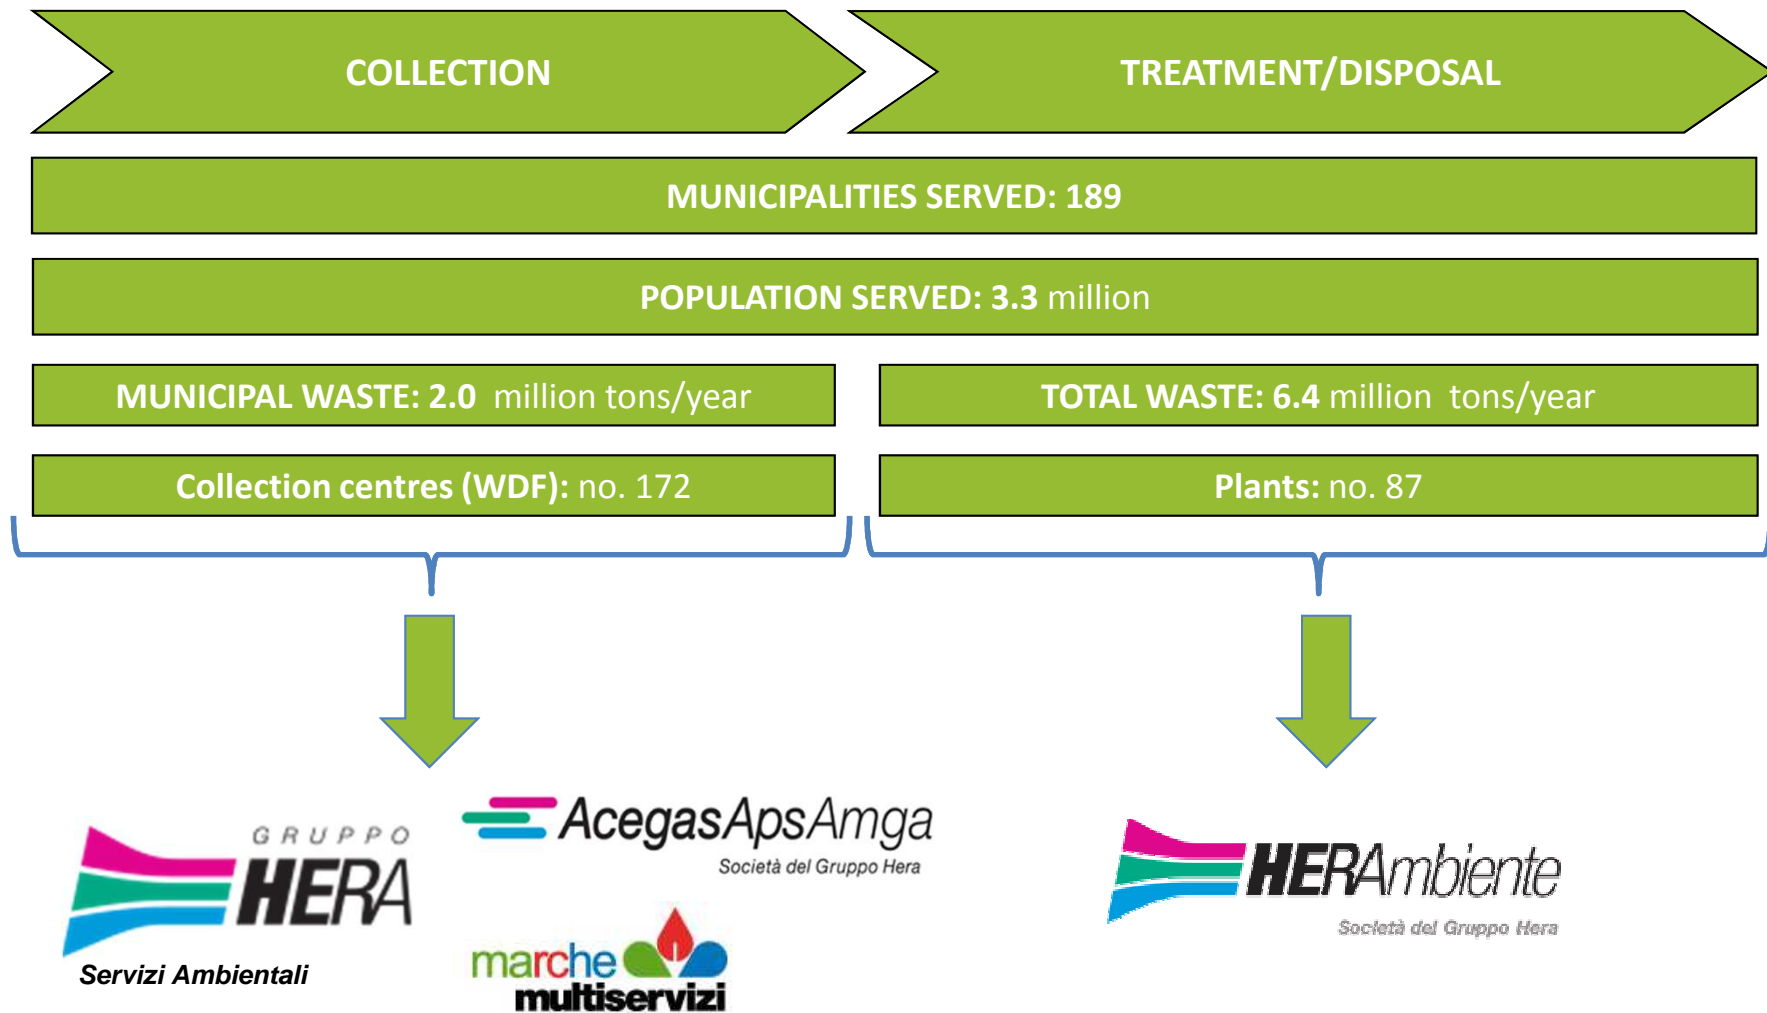 COLLECTION
TREATMENT/DISPOSAL
MUNICIPALITIES SERVED: 189
POPULATION SERVED: 3.3 million
MUNICIPAL WASTE: 2.0 million tons/year
TOTAL WASTE: 6.4 million tons/year
Collection centres (WDF): no. 172
Plants: no. 87
GRUPPO
HERA
Servizi Ambientali
AcegasApsAmga
Società del Gruppo Hera
marche
multiservizi
HERAmbiente
Società del Gruppo Hera